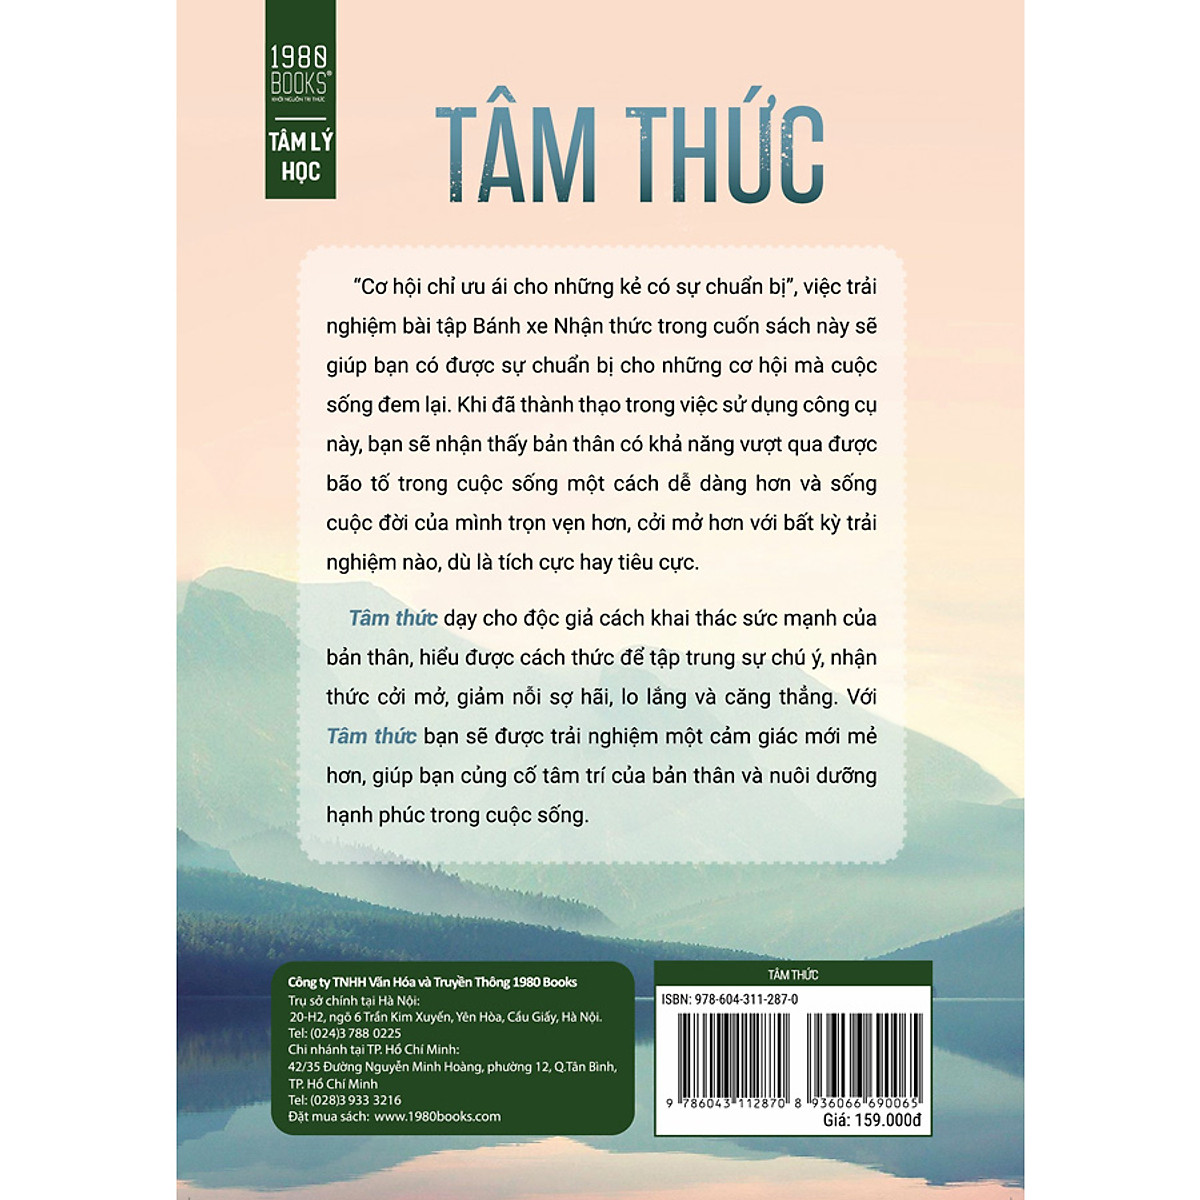 1980
BOOKS®
KHƠI NGUỒN TRI THỨC
TÂM LÝ
HỌC
TÂM THỨC
“Cơ hội chỉ ưu ái cho những kẻ có sự chuẩn bị”, việc trải
nghiệm bài tập Bánh xe Nhận thức trong cuốn sách này sẽ
giúp bạn có được sự chuẩn bị cho những cơ hội mà cuộc
sống đem lại. Khi đã thành thạo trong việc sử dụng công cụ
này, bạn sẽ nhận thấy bản thân có khả năng vượt qua được
bão tố trong cuộc sống một cách dễ dàng hơn và sống
cuộc đời của mình trọn vẹn hơn, cởi mở hơn với bất kỳ trải
nghiệm nào, dù là tích cực hay tiêu cực.
Tâm thức dạy cho độc giả cách khai thác sức mạnh của
bản thân, hiểu được cách thức để tập trung sự chú ý, nhận
thức cởi mở, giảm nỗi sợ hãi, lo lắng và căng thẳng. Với
Tâm thức bạn sẽ được trải nghiệm một cảm giác mới mẻ
hơn, giúp bạn củng cố tâm trí của bản thân và nuôi dưỡng
hạnh phúc trong cuộc sống.
Công ty TNHH Văn Hóa và Truyền Thông 1980 Books
Trụ sở chính tại Hà Nội:
20-H2, ngõ 6 Trần Kim Xuyến, Yên Hòa, Cầu Giấy, Hà Nội.
Tel: (024)3 788 0225
Chi nhánh tại TP. Hồ Chí Minh:
42/35 Đường Nguyễn Minh Hoàng, phường 12, Q.Tân Bình,
TP. Hồ Chí Minh
Tel: (028)3 933 3216
Đặt mua sách: www.1980books.com
TÂM THỨC
ISBN: 978-604-311-287-0
9 786043 112870
8 936066 690065
Giá: 159.000đ